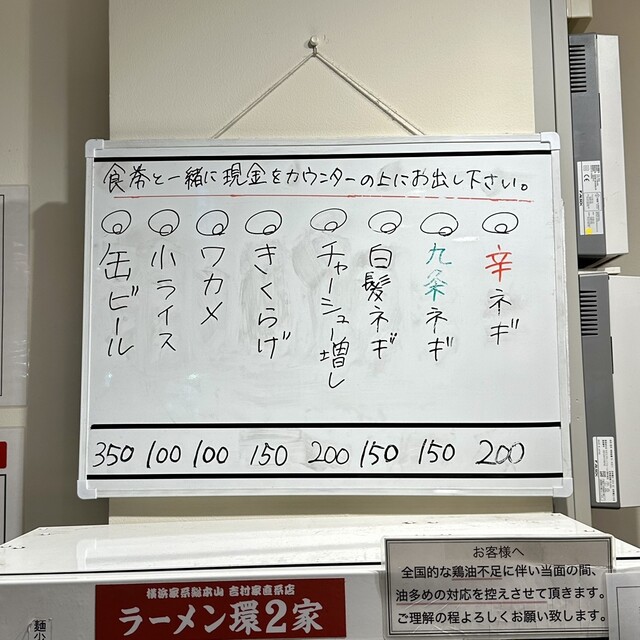 食券と一緒に現金をカウンターの上にお出し下さい。
◎辛ネギ
◎九条ネギ
◎白髪ネギ
◎チャーシュー増し
◎きくらげ
◎ワカメ
◎小ライス
◎缶ビール
350 100 100 150 200 150 150 200
お客様へ
全国的な鶏油不足に伴い当面の間、
油多めの対応を控えさせて頂きます。
ご理解の程よろしくお願い致します。
横浜家系総本山 吉村家直系店
ラーメン環2家
麺少